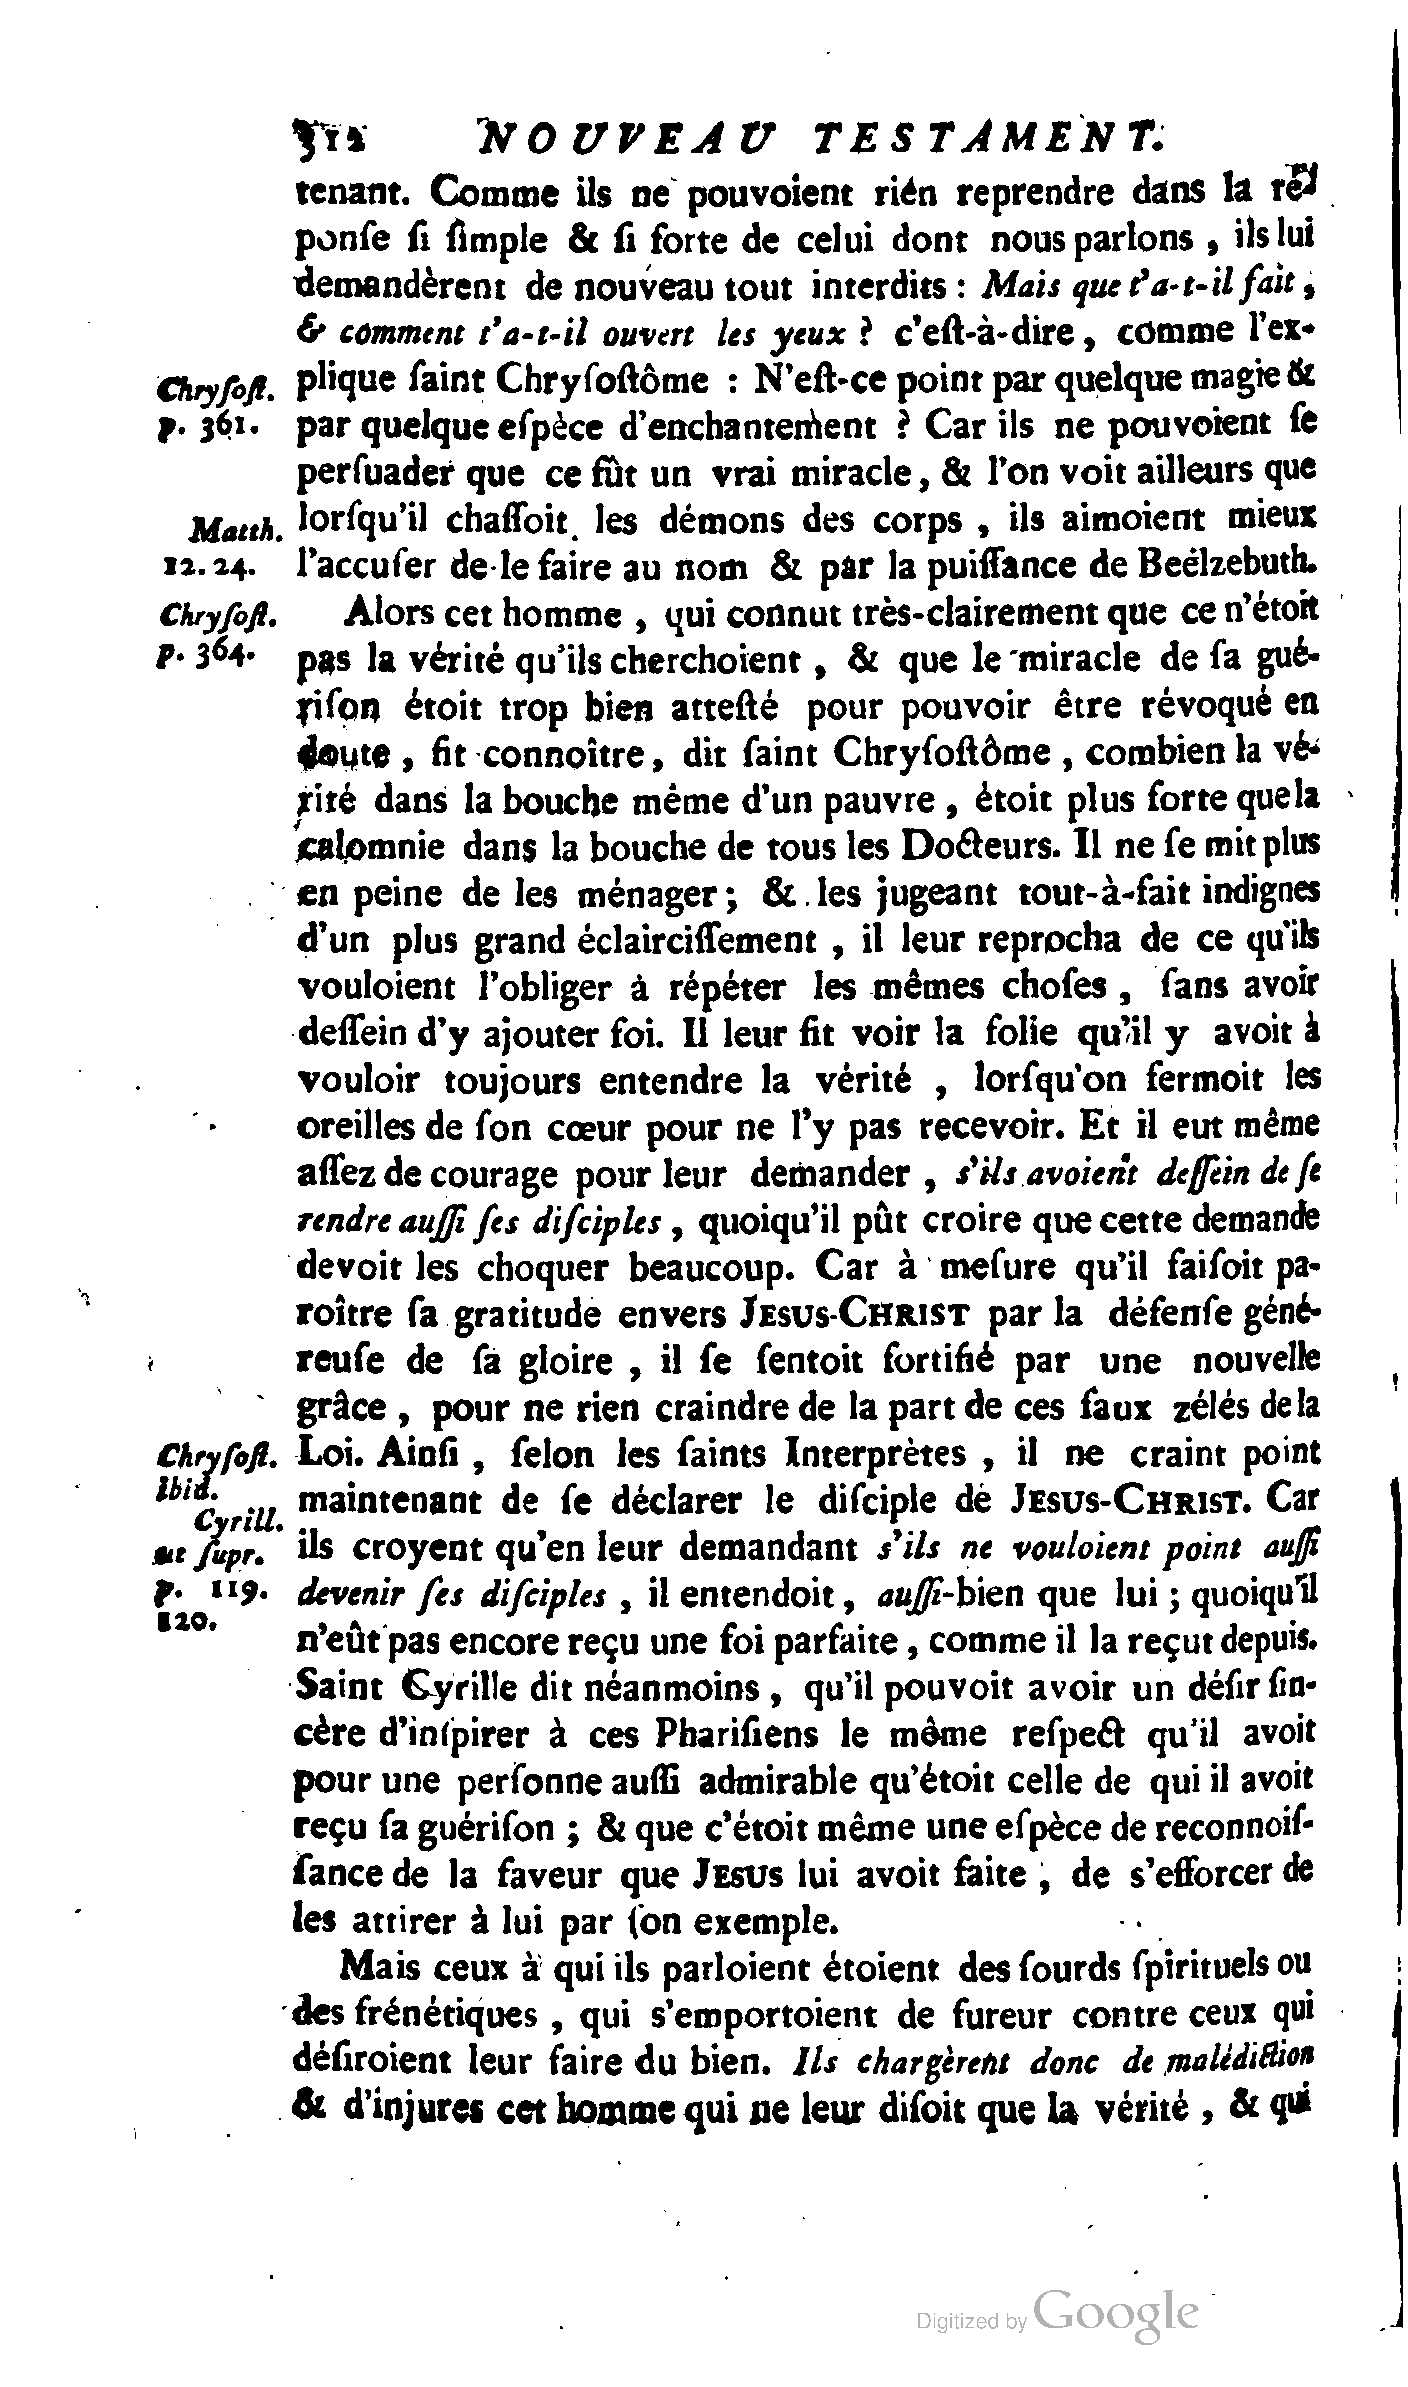 312 NOUVEAU TESTAMENT.
tenant. Comme ils ne pouvoient rien reprendre dans la ré-
ponſe ſi ſimple & ſi forte de celui dont nous parlons, ils lui
demandèrent de nouveau tout interdits : Mais que t'a-t-il fait,
& comment t'a-t-il ouvert les yeux ? c'eſt-à-dire, comme l'ex-
Chryſoſt. plique ſaint Chryſoſtôme : N'eſt-ce point par quelque magie &
p. 361. par quelque eſpèce d'enchantement ? Car ils ne pouvoient ſe
perſuader que ce fût un vrai miracle, & l'on voit ailleurs que
Matth. lorſqu'il chaſſoit les démons des corps, ils aimoient mieux
12. 24. l'accuſer de le faire au nom & par la puiſſance de Beélzebuth.
Chryſoſt. Alors cet homme, qui connut très-clairement que ce n'étoit
p. 364. pas la vérité qu'ils cherchoient, & que le miracle de ſa gué-
riſon étoit trop bien atteſté pour pouvoir être révoqué en
doute, fit connoître, dit ſaint Chryſoſtôme, combien la vé-
rité dans la bouche même d'un pauvre, étoit plus forte que la
calomnie dans la bouche de tous les Docteurs. Il ne ſe mit plus
en peine de les ménager; & les jugeant tout-à-fait indignes
d'un plus grand éclairciſſement, il leur reprocha de ce qu'ils
vouloient l'obliger à répéter les mêmes choſes, ſans avoir
deſſein d'y ajouter foi. Il leur fit voir la folie qu'il y avoit à
vouloir toujours entendre la vérité, lorſqu'on fermoit les
oreilles de ſon cœur pour ne l'y pas recevoir. Et il eut même
aſſez de courage pour leur demander, s'ils avoient deſſein de ſe
rendre auſſi ſes diſciples, quoiqu'il pût croire que cette demande
devoit les choquer beaucoup. Car à meſure qu'il faiſoit pa-
roître ſa gratitude envers JESUS-CHRIST par la défenſe géné-
reuſe de ſa gloire, il ſe ſentoit fortifié par une nouvelle
grâce, pour ne rien craindre de la part de ces faux zélés de la
Chryſoſt. Loi. Ainſi, ſelon les ſaints Interprètes, il ne craint point
Ibid.
maintenant de ſe déclarer le diſciple de JESUS-CHRIST. Car
Cyrill.
ut ſupr. ils croyent qu'en leur demandant s'ils ne vouloient point auſſi
p. 119. devenir ſes diſciples, il entendoit, auſſi-bien que lui ; quoiqu'il
120.
n'eût pas encore reçu une foi parfaite, comme il la reçut depuis.
Saint Cyrille dit néanmoins, qu'il pouvoit avoir un déſir ſin-
cère d'inſpirer à ces Phariſiens le même reſpect qu'il avoit
pour une perſonne auſſi admirable qu'étoit celle de qui il avoit
reçu ſa guériſon ; & que c'étoit même une eſpèce de reconnoiſ-
ſance de la faveur que JESUS lui avoit faite, de s'efforcer de
les attirer à lui par ſon exemple.
Mais ceux à qui ils parloient étoient des ſourds ſpirituels ou
des frénétiques, qui s'emportoient de fureur contre ceux qui
déſiroient leur faire du bien. Ils chargèrent donc de malédiction
& d'injures cet homme qui ne leur diſoit que la vérité, & qui
Digitized by Google